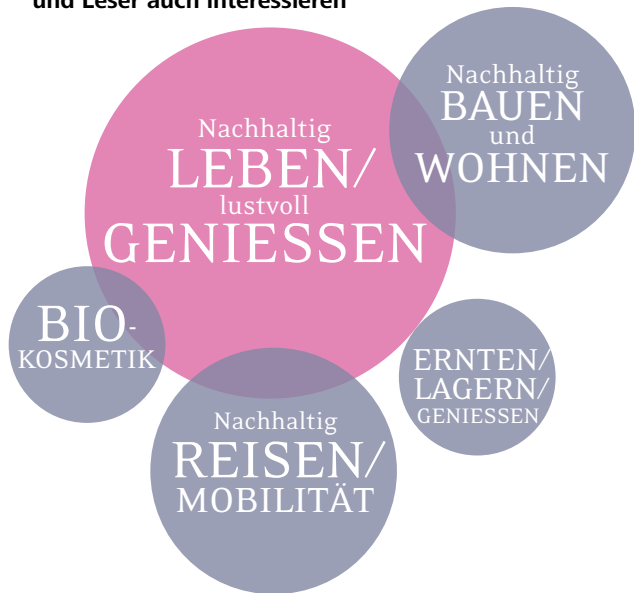 und Leser auch interessieren
Nachhaltig
LEBEN/
lustvoll
GENIESSEN
Nachhaltig
BAUEN
und
WOHNEN
BIO-
KOSMETIK
ERNTEN/
LAGERN/
GENIESSEN
Nachhaltig
REISEN/
MOBILITÄT